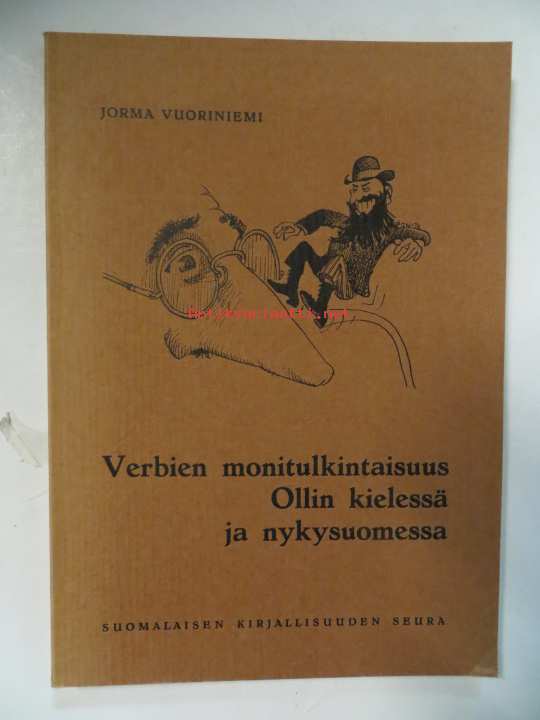 JORMA VUORINIEMI
Verbien monitulkintaisuus
Ollin kielessä
ja nykysuomessa
SUOMALAISEN KIRJALLISUUDEN SEURA